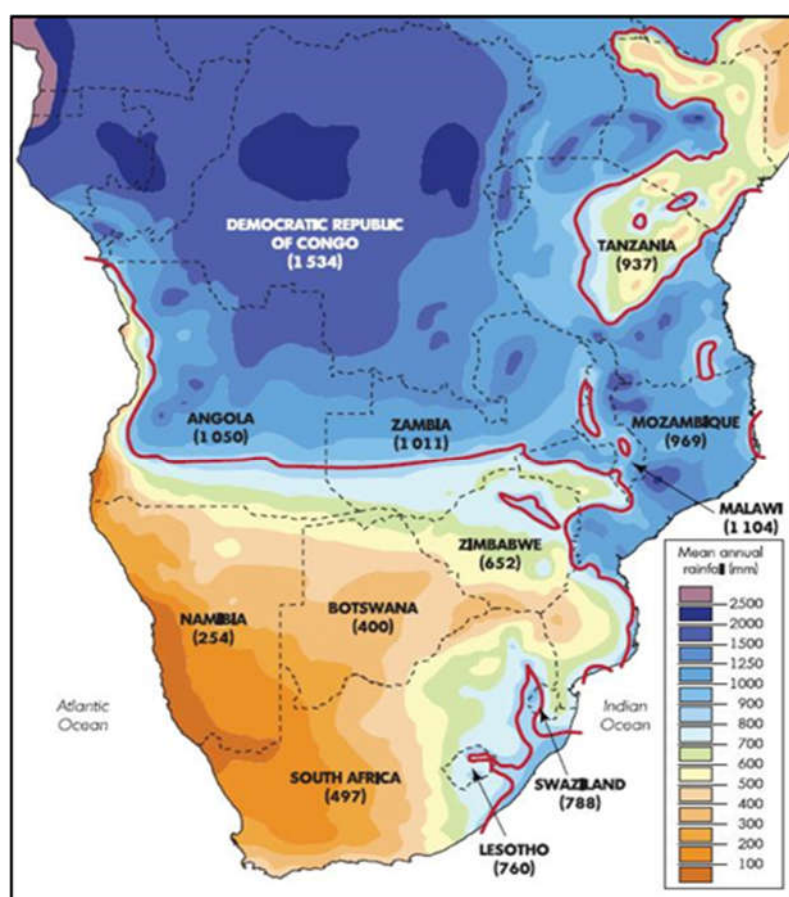 DEMOCRATIC REPUBLIC
OF CONGO
(1 534)
TANZANIA
(937)
ANGOLA
(1 050)
ZAMBIA
(1 011)
MOZAMBIQUE
(969)
MALAWI
(1 104)
ZIMBABWE
(652)
NAMIBIA
(254)
BOTSWANA
(400)
Atlantic
Ocean
Indian
Ocean
SOUTH AFRICA
(497)
SWAZILAND
(788)
LESOTHO
(760)
Mean annual
rainfall (mm)
2500
2000
1500
1250
1000
900
800
700
600
500
400
300
200
100